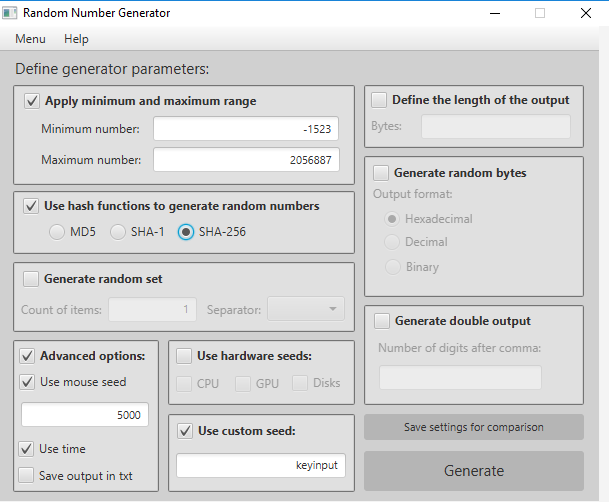 Random Number Generator
Menu Help
Define generator parameters:
Apply minimum and maximum range
Minimum number: -1523
Maximum number: 2056887
Use hash functions to generate random numbers
MD5 SHA-1 SHA-256
Generate random set
Count of items: 1 Separator:
Advanced options:
Use mouse seed
5000
Use time
Save output in txt
Use hardware seeds:
CPU GPU Disks
Use custom seed:
keyinput
Define the length of the output
Bytes:
Generate random bytes
Output format:
Hexadecimal
Decimal
Binary
Generate double output
Number of digits after comma:
Save settings for comparison
Generate